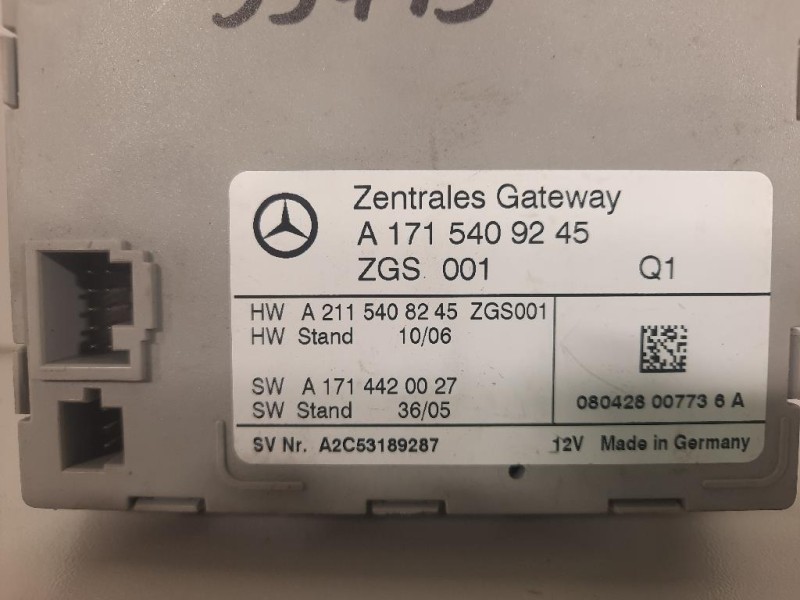 Zentrales Gateway
A 171 540 92 45
ZGS 001 Q1
HW A 211 540 82 45 ZGS001
HW Stand 10/06
SW A 171 442 00 27
SW Stand 36/05
080428 00773 6 A
SV Nr. A2C53189287 12V Made in Germany